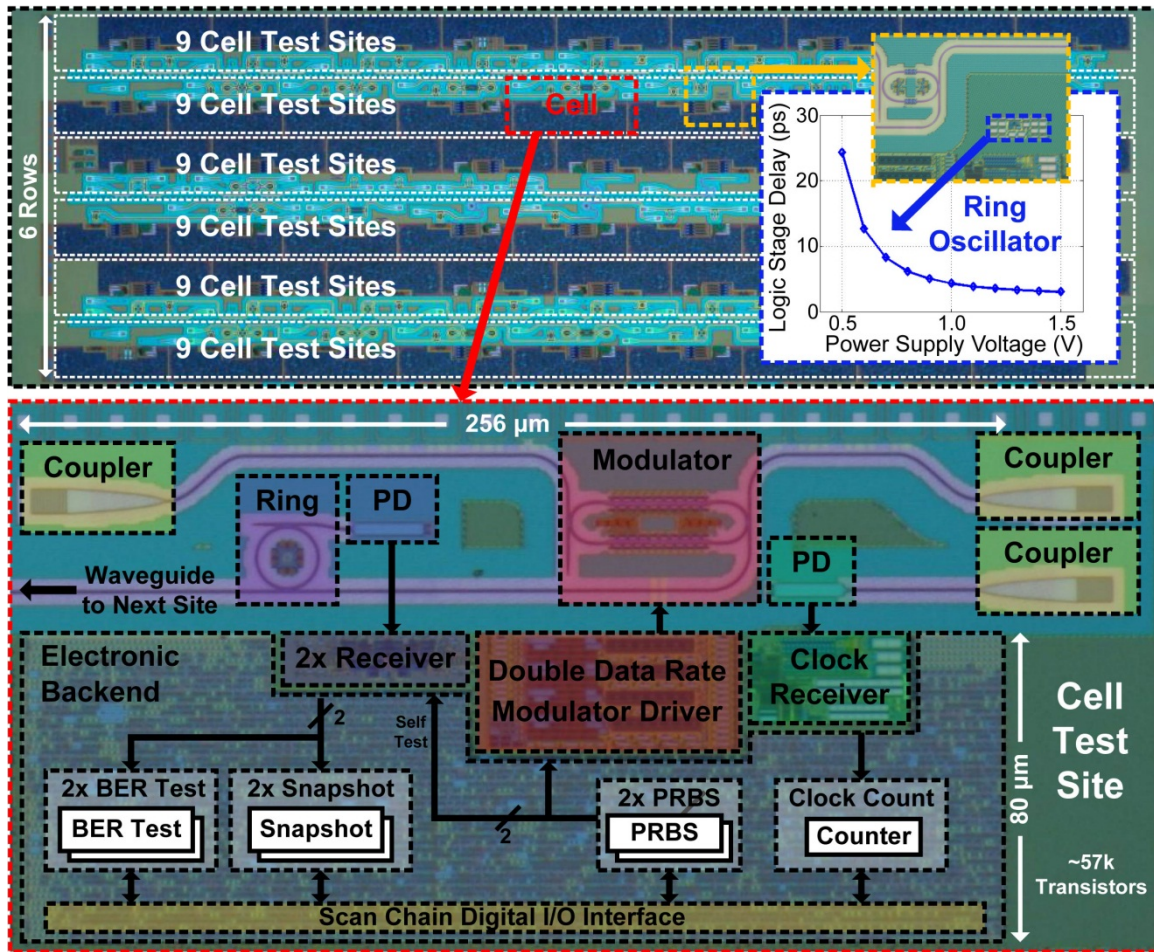 6 Rows
9 Cell Test Sites
9 Cell Test Sites
9 Cell Test Sites
9 Cell Test Sites
9 Cell Test Sites
9 Cell Test Sites
Cell
Logic Stage Delay (ps)
30
20
10
0
0.5
1.0
1.5
Power Supply Voltage (V)
Ring
Oscillator
256 µm
Coupler
Ring
PD
Modulator
Coupler
PD
Coupler
Waveguide
to Next Site
Electronic
Backend
2x Receiver
Double Data Rate
Modulator Driver
Clock
Receiver
2
Self
Test
2
2x BER Test
BER Test
2x Snapshot
Snapshot
2x PRBS
PRBS
Clock Count
Counter
Scan Chain Digital I/O Interface
80 µm
Cell
Test
Site
~57k
Transistors